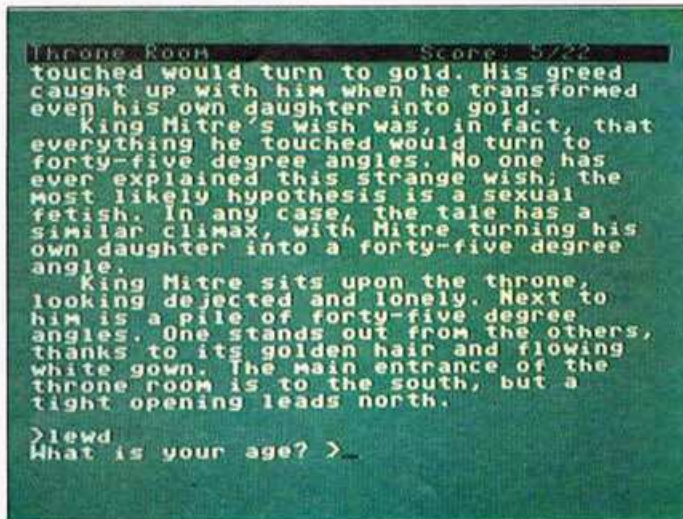 Throne Room Score: 5/22
touched would turn to gold. His greed
caught up with him when he transformed
even his own daughter into gold.
King Mitre's wish was, in fact, that
everything he touched would turn to
forty-five degree angles. No one has
ever explained this strange wish; the
most likely hypothesis is a sexual
fetish. In any case, the tale has a
similar climax, with Mitre turning his
own daughter into a forty-five degree
angle.
King Mitre sits upon the throne,
looking dejected and lonely. Next to
him is a pile of forty-five degree
angles. One stands out from the others,
thanks to its golden hair and flowing
white gown. The main entrance of the
throne room is to the south, but a
tight opening leads north.
>lewd
What is your age? >_